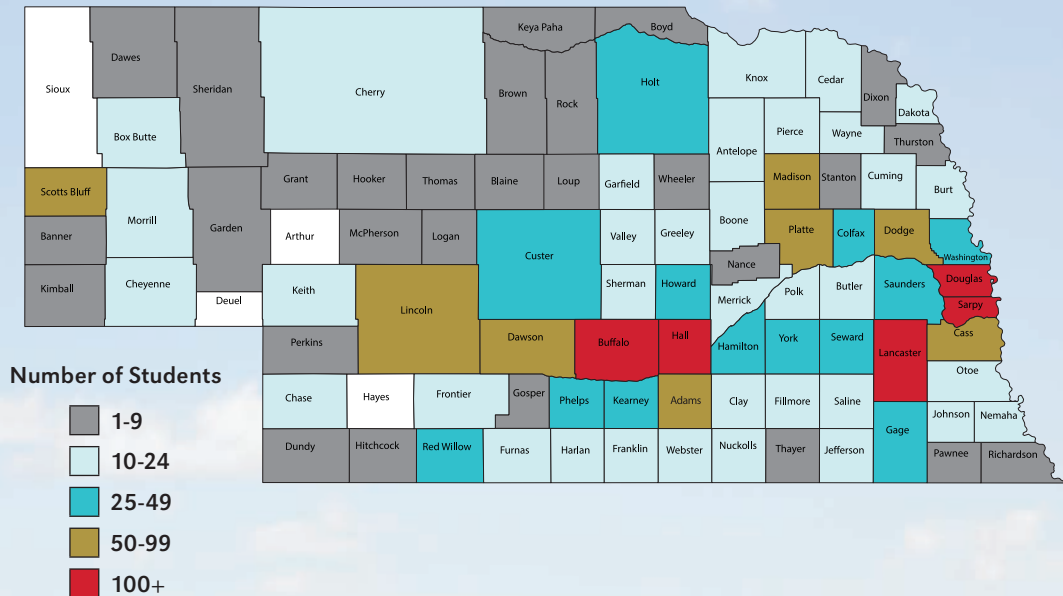 Keya Paha
Boyd
Dawes
Sioux
Sheridan
Cherry
Brown
Rock
Holt
Knox
Cedar
Dixon
Dakota
Box Butte
Pierce
Wayne
Thurston
Antelope
Scotts Bluff
Grant
Hooker
Thomas
Blaine
Loup
Garfield
Wheeler
Madison
Stanton
Cuming
Burt
Morrill
Banner
Garden
Arthur
McPherson
Logan
Custer
Valley
Greeley
Boone
Platte
Colfax
Dodge
Washington
Nance
Kimball
Cheyenne
Deuel
Keith
Lincoln
Sherman
Howard
Merrick
Polk
Butler
Saunders
Douglas
Sarpy
Perkins
Dawson
Buffalo
Hall
Hamilton
York
Seward
Lancaster
Cass
Otoe
Chase
Hayes
Frontier
Gosper
Phelps
Kearney
Adams
Clay
Fillmore
Saline
Johnson
Nemaha
Gage
Dundy
Hitchcock
Red Willow
Furnas
Harlan
Franklin
Webster
Nuckolls
Thayer
Jefferson
Pawnee
Richardson
Number of Students
1-9
10-24
25-49
50-99
100+